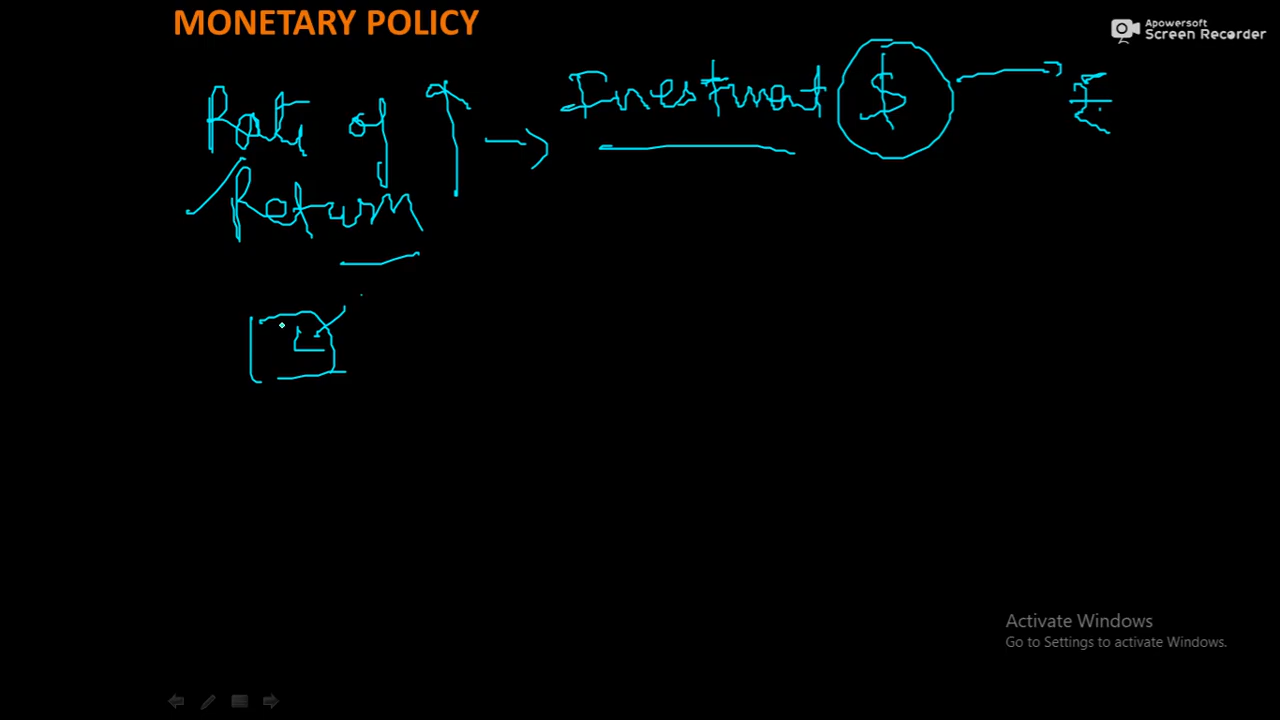 MONETARY POLICY
Apowersoft
Screen Recorder
Rate of
Return
Investment $ ₹
Activate Windows
Go to Settings to activate Windows.